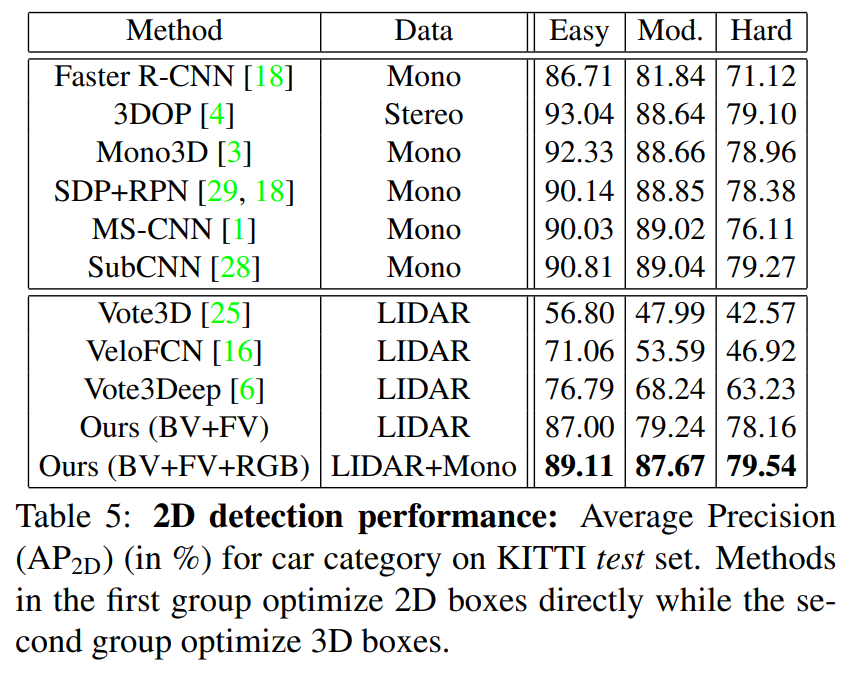 Method Data Easy Mod. Hard
Faster R-CNN [18] Mono 86.71 81.84 71.12
3DOP [4] Stereo 93.04 88.64 79.10
Mono3D [3] Mono 92.33 88.66 78.96
SDP+RPN [29, 18] Mono 90.14 88.85 78.38
MS-CNN [1] Mono 90.03 89.02 76.11
SubCNN [28] Mono 90.81 89.04 79.27
Vote3D [25] LIDAR 56.80 47.99 42.57
VeloFCN [16] LIDAR 71.06 53.59 46.92
Vote3Deep [6] LIDAR 76.79 68.24 63.23
Ours (BV+FV) LIDAR 87.00 79.24 78.16
Ours (BV+FV+RGB) LIDAR+Mono 89.11 87.67 79.54
Table 5: 2D detection performance: Average Precision
(AP2D) (in %) for car category on KITTI test set. Methods
in the first group optimize 2D boxes directly while the se-
cond group optimize 3D boxes.